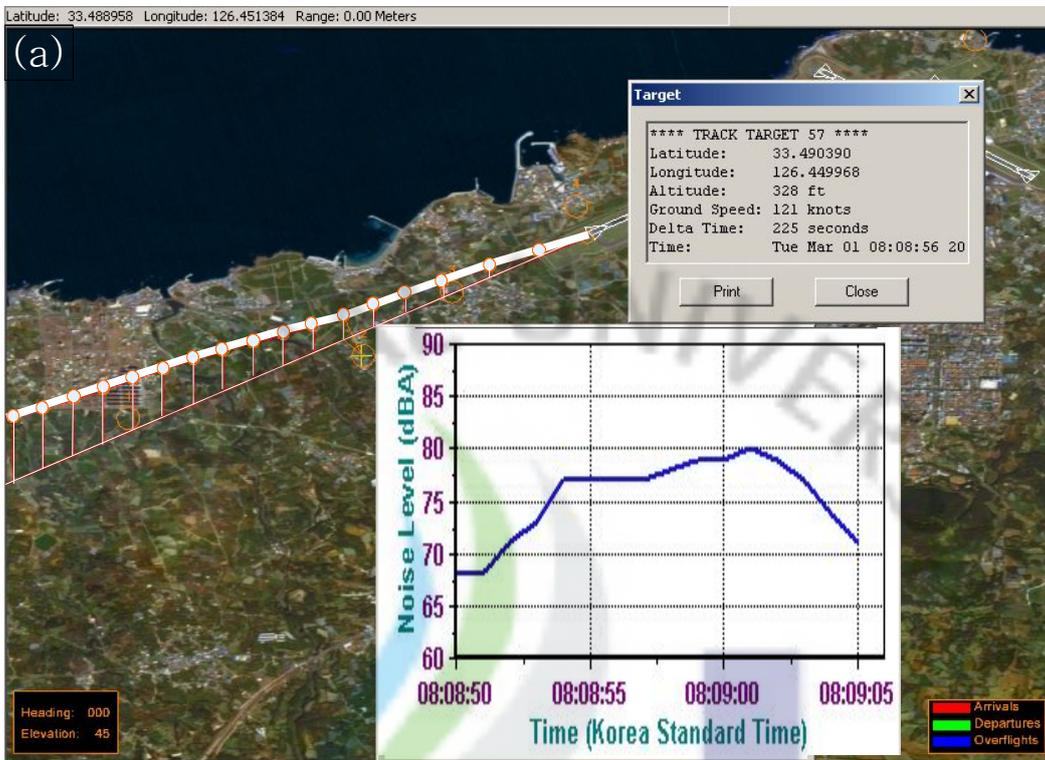 Latitude: 33.488958 Longitude: 126.451384 Range: 0.00 Meters
(a)
Target
**** TRACK TARGET 57 ****
Latitude: 33.490390
Longitude: 126.449968
Altitude: 328 ft
Ground Speed: 121 knots
Delta Time: 225 seconds
Time: Tue Mar 01 08:08:56 20
Print Close
UNIVERS
Noise Level (dBA)
90
85
80
75
70
65
60
08:08:50 08:08:55 08:09:00 08:09:05
Time (Korea Standard Time)
Heading: 000
Elevation: 45
Arrivals
Departures
Overflights